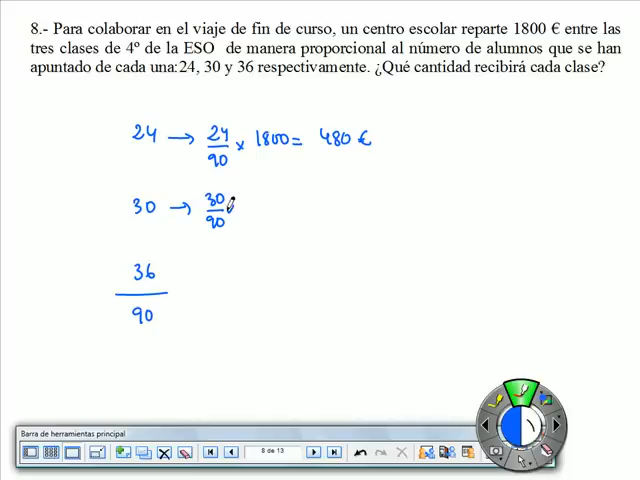 8.- Para colaborar en el viaje de fin de curso, un centro escolar reparte 1800 € entre las
tres clases de 4º de la ESO de manera proporcional al número de alumnos que se han
apuntado de cada una:24, 30 y 36 respectivamente. ¿Qué cantidad recibirá cada clase?
24 → 24/90 × 1800 = 480 €
30 → 30/90
36
90
Barra de herramientas principal
8 de 13